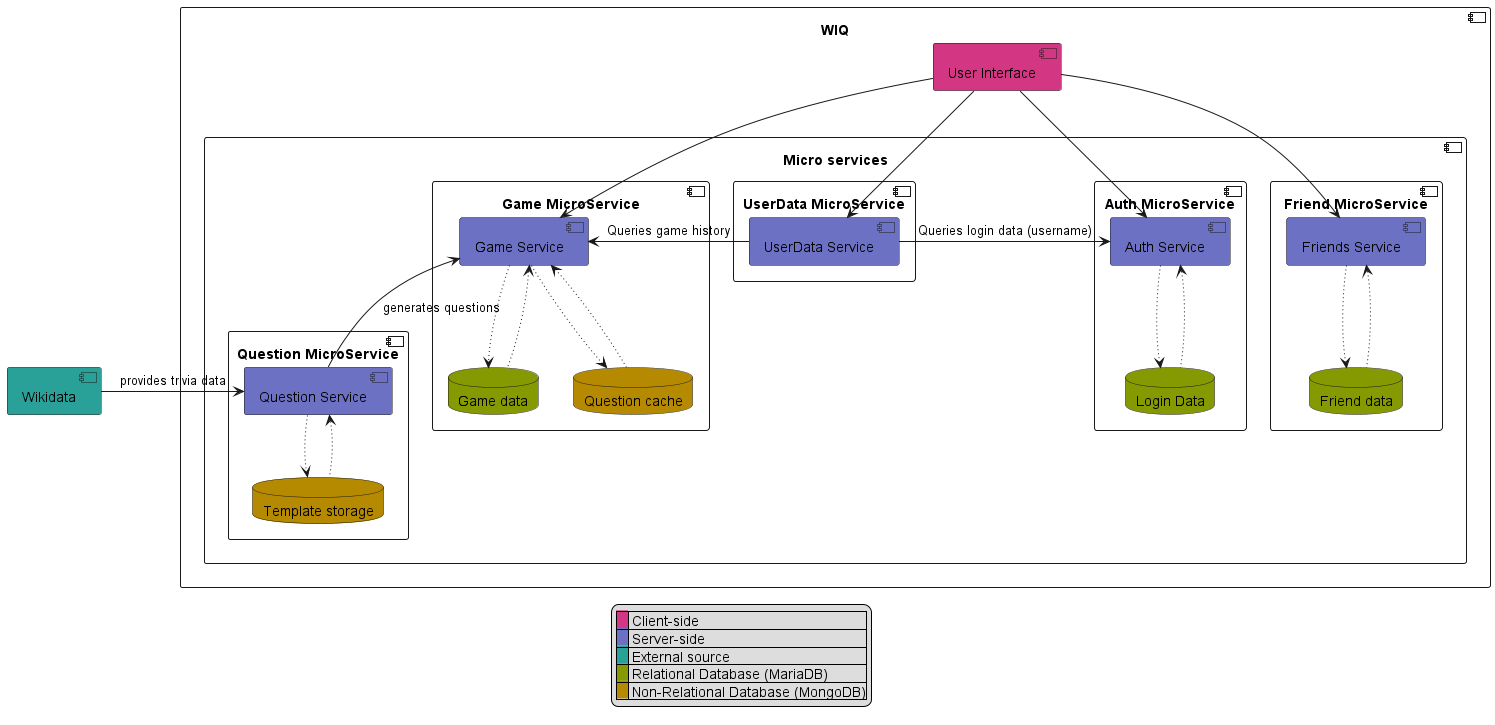 WIQ
User Interface
Micro services
Game MicroService
UserData MicroService
Auth MicroService
Friend MicroService
Game Service
Queries game history
UserData Service
Queries login data (username)
Auth Service
Friends Service
generates questions
Question MicroService
Wikidata
provides trivia data
Question Service
Game data
Question cache
Login Data
Friend data
Template storage
Client-side
Server-side
External source
Relational Database (MariaDB)
Non-Relational Database (MongoDB)